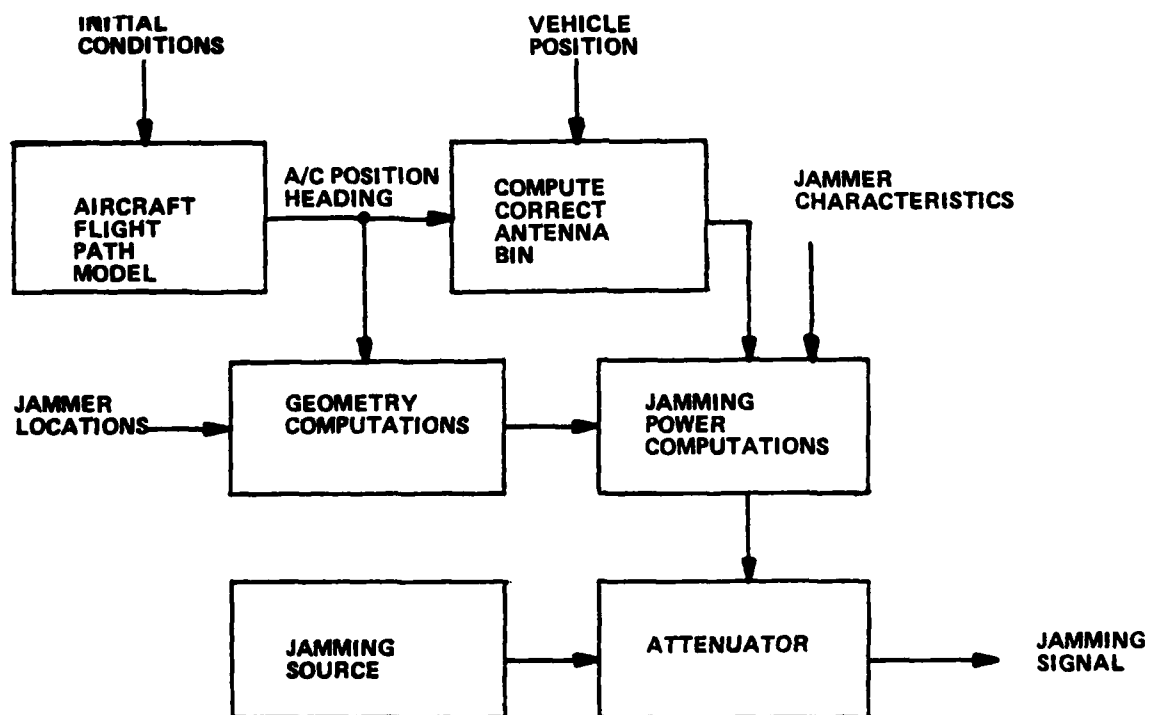 INITIAL
CONDITIONS
VEHICLE
POSITION
AIRCRAFT
FLIGHT
PATH
MODEL
A/C POSITION
HEADING
COMPUTE
CORRECT
ANTENNA
BIN
JAMMER
CHARACTERISTICS
JAMMER
LOCATIONS
GEOMETRY
COMPUTATIONS
JAMMING
POWER
COMPUTATIONS
JAMMING
SOURCE
ATTENUATOR
JAMMING
SIGNAL